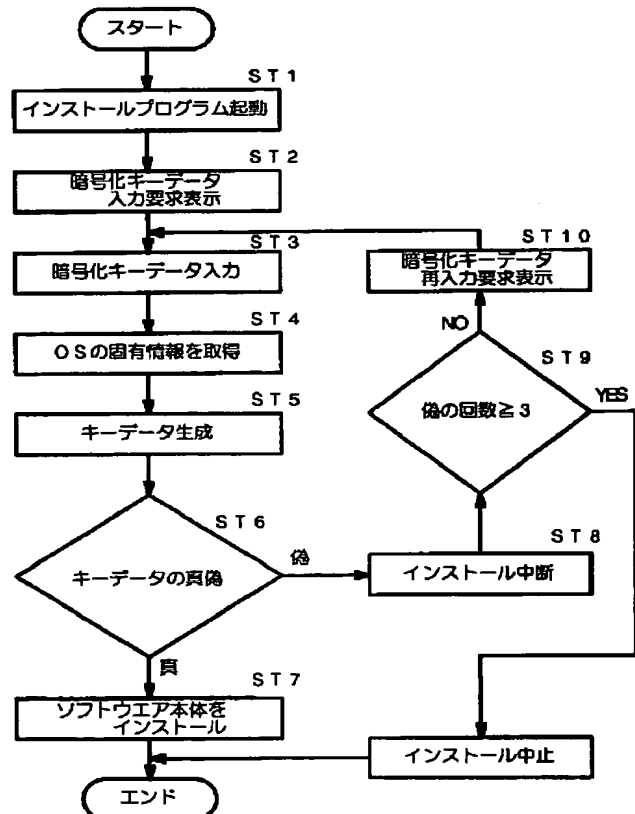 スタート
ST1
インストールプログラム起動
ST2
暗号化キーデータ
入力要求表示
ST3
暗号化キーデータ入力
ST4
OSの固有情報を取得
ST5
キーデータ生成
ST6
キーデータの真偽
偽
真
ST7
ソフトウエア本体を
インストール
エンド
ST8
インストール中断
ST9
偽の回数≧3
NO
YES
ST10
暗号化キーデータ
再入力要求表示
インストール中止